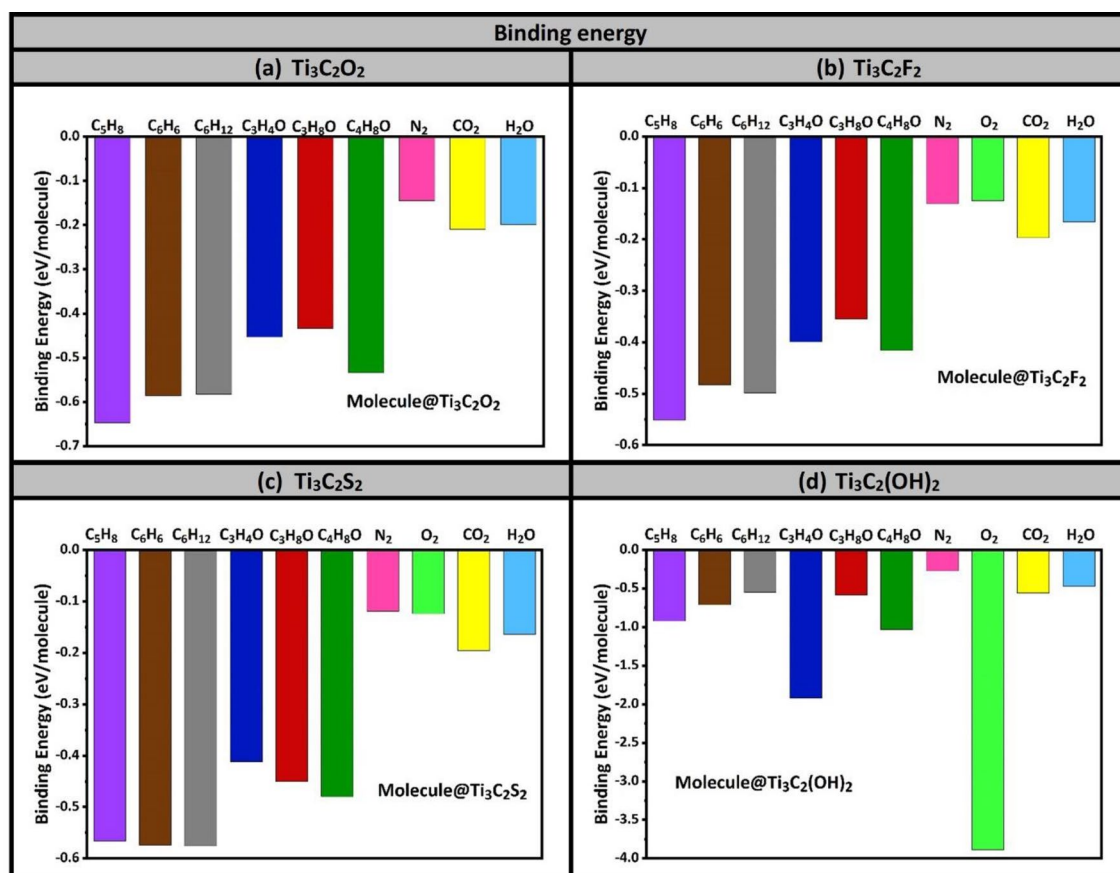 Binding energy
(a) Ti₃C₂O₂
(b) Ti₃C₂F₂
C₅H₈ C₆H₆ C₆H₁₂ C₃H₄O C₃H₈O C₄H₈O N₂ CO₂ H₂O
0.0
-0.1
-0.2
-0.3
-0.4
-0.5
-0.6
-0.7
Binding Energy (eV/molecule)
Molecule@Ti₃C₂O₂
C₅H₈ C₆H₆ C₆H₁₂ C₃H₄O C₃H₈O C₄H₈O N₂ O₂ CO₂ H₂O
0.0
-0.1
-0.2
-0.3
-0.4
-0.5
-0.6
Binding Energy (eV/molecule)
Molecule@Ti₃C₂F₂
(c) Ti₃C₂S₂
(d) Ti₃C₂(OH)₂
C₅H₈ C₆H₆ C₆H₁₂ C₃H₄O C₃H₈O C₄H₈O N₂ O₂ CO₂ H₂O
0.0
-0.1
-0.2
-0.3
-0.4
-0.5
-0.6
Binding Energy (eV/molecule)
Molecule@Ti₃C₂S₂
C₅H₈ C₆H₆ C₆H₁₂ C₃H₄O C₃H₈O C₄H₈O N₂ O₂ CO₂ H₂O
0.0
-0.5
-1.0
-1.5
-2.0
-2.5
-3.0
-3.5
-4.0
Binding Energy (eV/molecule)
Molecule@Ti₃C₂(OH)₂